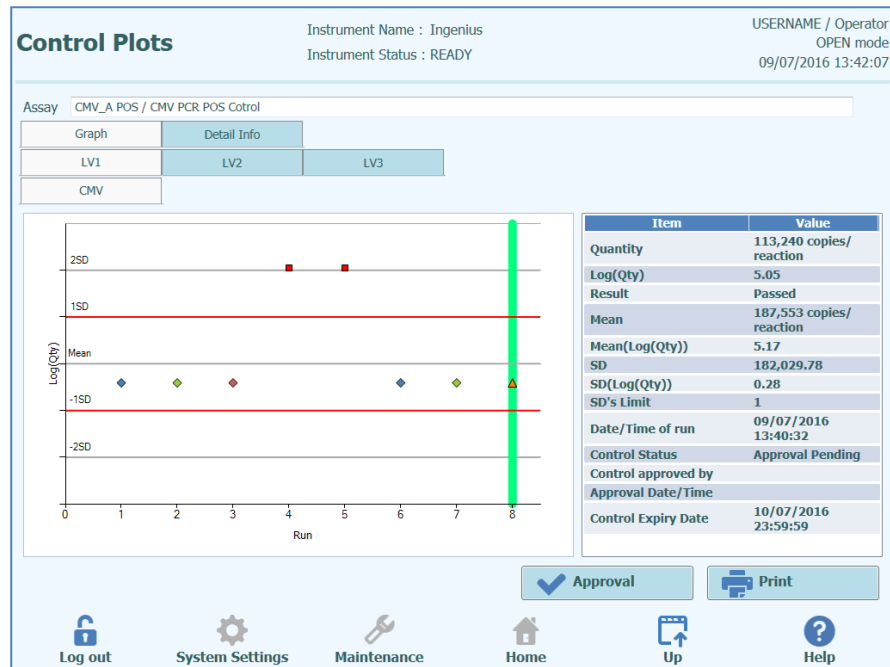 Control Plots
Instrument Name : Ingenius
Instrument Status : READY
USERNAME / Operator
OPEN mode
09/07/2016 13:42:07
Assay CMV_A POS / CMV PCR POS Cotrol
Graph Detail Info
LV1 LV2 LV3
CMV
Log(Qty)
2SD
1SD
Mean
-1SD
-2SD
0 1 2 3 4 5 6 7 8
Run
Item Value
Quantity 113,240 copies/
reaction
Log(Qty) 5.05
Result Passed
Mean 187,553 copies/
reaction
Mean(Log(Qty)) 5.17
SD 182,029.78
SD(Log(Qty)) 0.28
SD's Limit 1
Date/Time of run 09/07/2016
13:40:32
Control Status Approval Pending
Control approved by
Approval Date/Time
Control Expiry Date 10/07/2016
23:59:59
Approval Print
Log out System Settings Maintenance Home Up Help